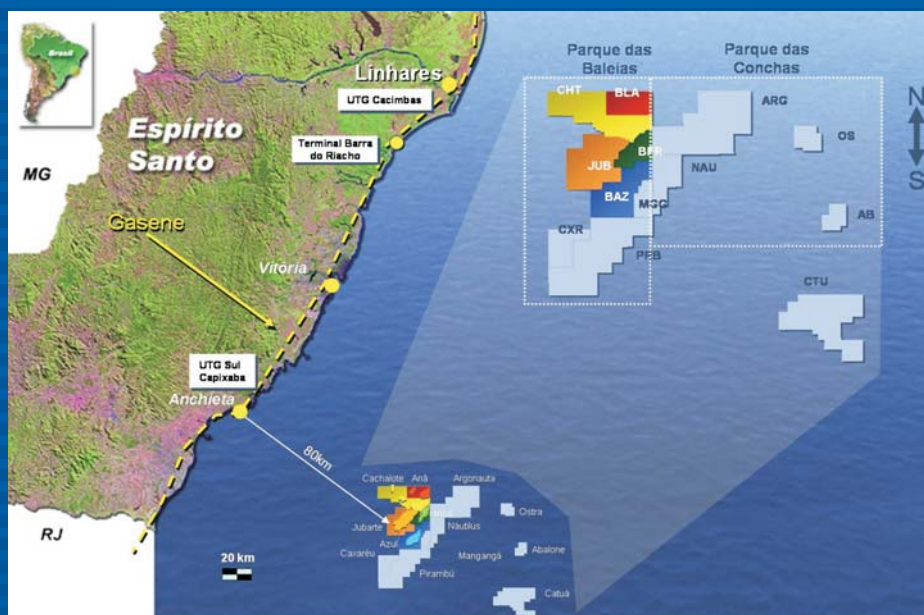 Brasil
Parque das
Baleias
Parque das
Conchas
Linhares
UTG Cacimbas
CHT
BLA
ARG
N
S
OS
Espírito
Santo
Terminal Barra
do Riacho
MG
JUB
BFR
NAU
BAZ
MGG
AB
Gasene
CXR
PRB
Vitória
CTU
UTG Sul
Capixaba
Anchieta
80km
Cachalote
Anã
Argonauta
Ostra
RJ
Jubarte
Náutilus
Azul
Caxaréu
Mangangá
Abalone
20 km
Pirambú
Catuá